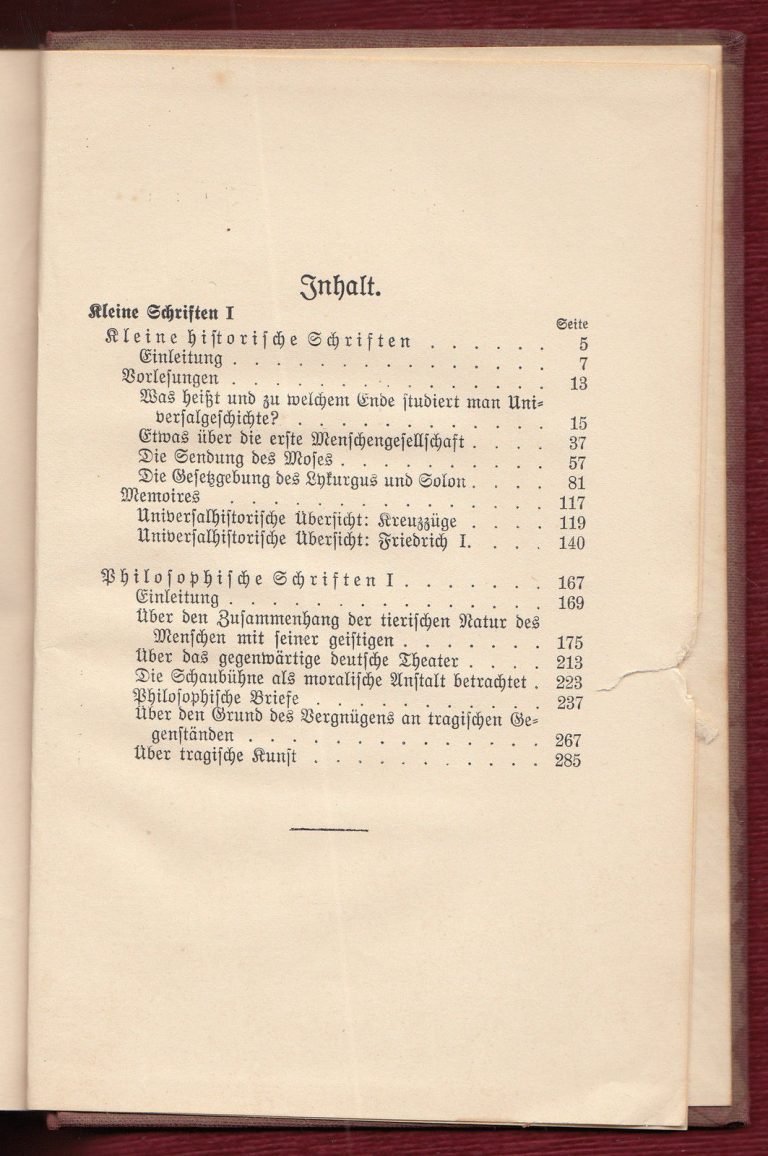 Inhalt.
Kleine Schriften I
Seite
Kleine historische Schriften . . . . . . 5
Einleitung . . . . . . . . . . . . . . . 7
Vorlesungen . . . . . . . . . . . . . . . 13
Was heißt und zu welchem Ende studiert man Uni-
versalgeschichte? . . . . . . . . . . . . 15
Etwas über die erste Menschengesellschaft . . . . 37
Die Sendung des Moses . . . . . . . . . . 57
Die Gesetzgebung des Lykurgus und Solon . . . . 81
Memoires . . . . . . . . . . . . . . . 117
Universalhistorische Übersicht: Kreuzzüge . . . . 119
Universalhistorische Übersicht: Friedrich I. . . . 140
Philosophische Schriften I . . . . . . . 167
Einleitung . . . . . . . . . . . . . . . 169
Über den Zusammenhang der tierischen Natur des
Menschen mit seiner geistigen . . . . . . . 175
Über das gegenwärtige deutsche Theater . . . . 213
Die Schaubühne als moralische Anstalt betrachtet . 223
Philosophische Briefe . . . . . . . . . . . 237
Über den Grund des Vergnügens an tragischen Ge-
genständen . . . . . . . . . . . . . . 267
Über tragische Kunst . . . . . . . . . . . 285